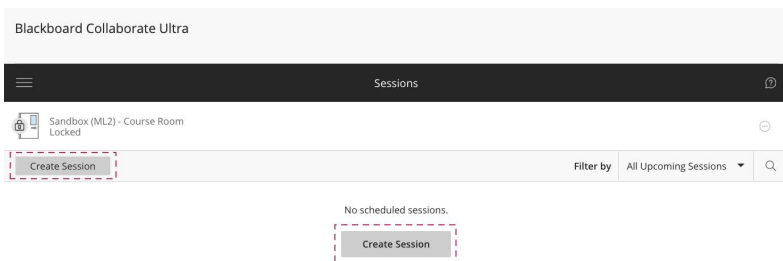 Blackboard Collaborate Ultra
Sessions
Sandbox (ML2) - Course Room
Locked
Create Session
Filter by
All Upcoming Sessions
No scheduled sessions.
Create Session